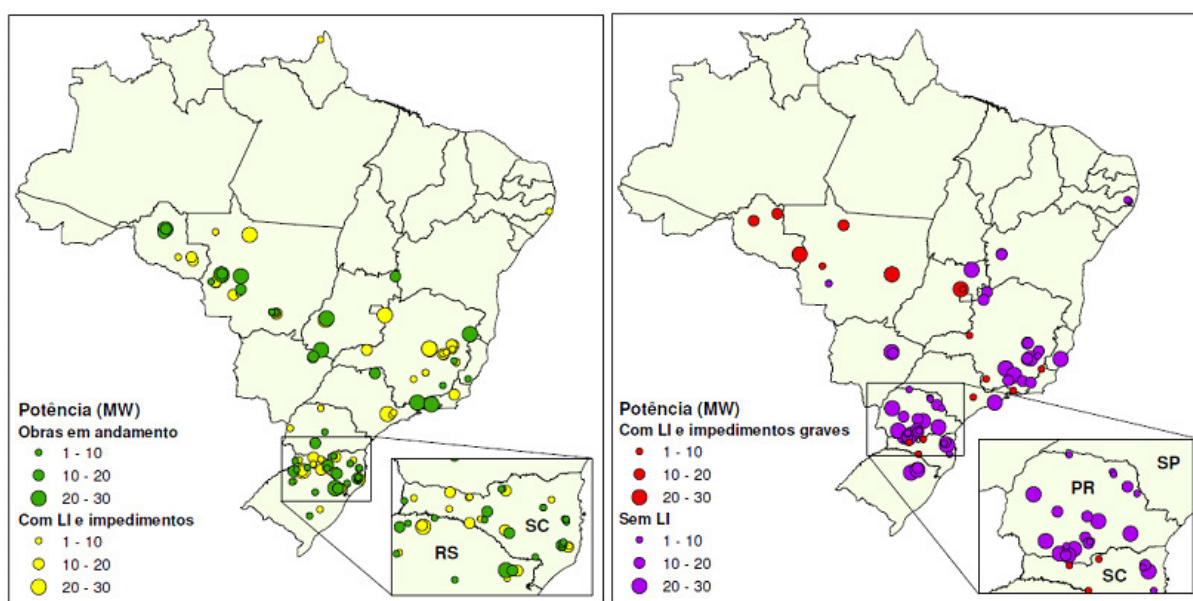 Potência (MW)
Obras em andamento
1 - 10
10 - 20
20 - 30
Com LI e impedimentos
1 - 10
10 - 20
20 - 30
RS
SC
Potência (MW)
Com LI e impedimentos graves
1 - 10
10 - 20
20 - 30
Sem LI
1 - 10
10 - 20
20 - 30
SP
PR
SC